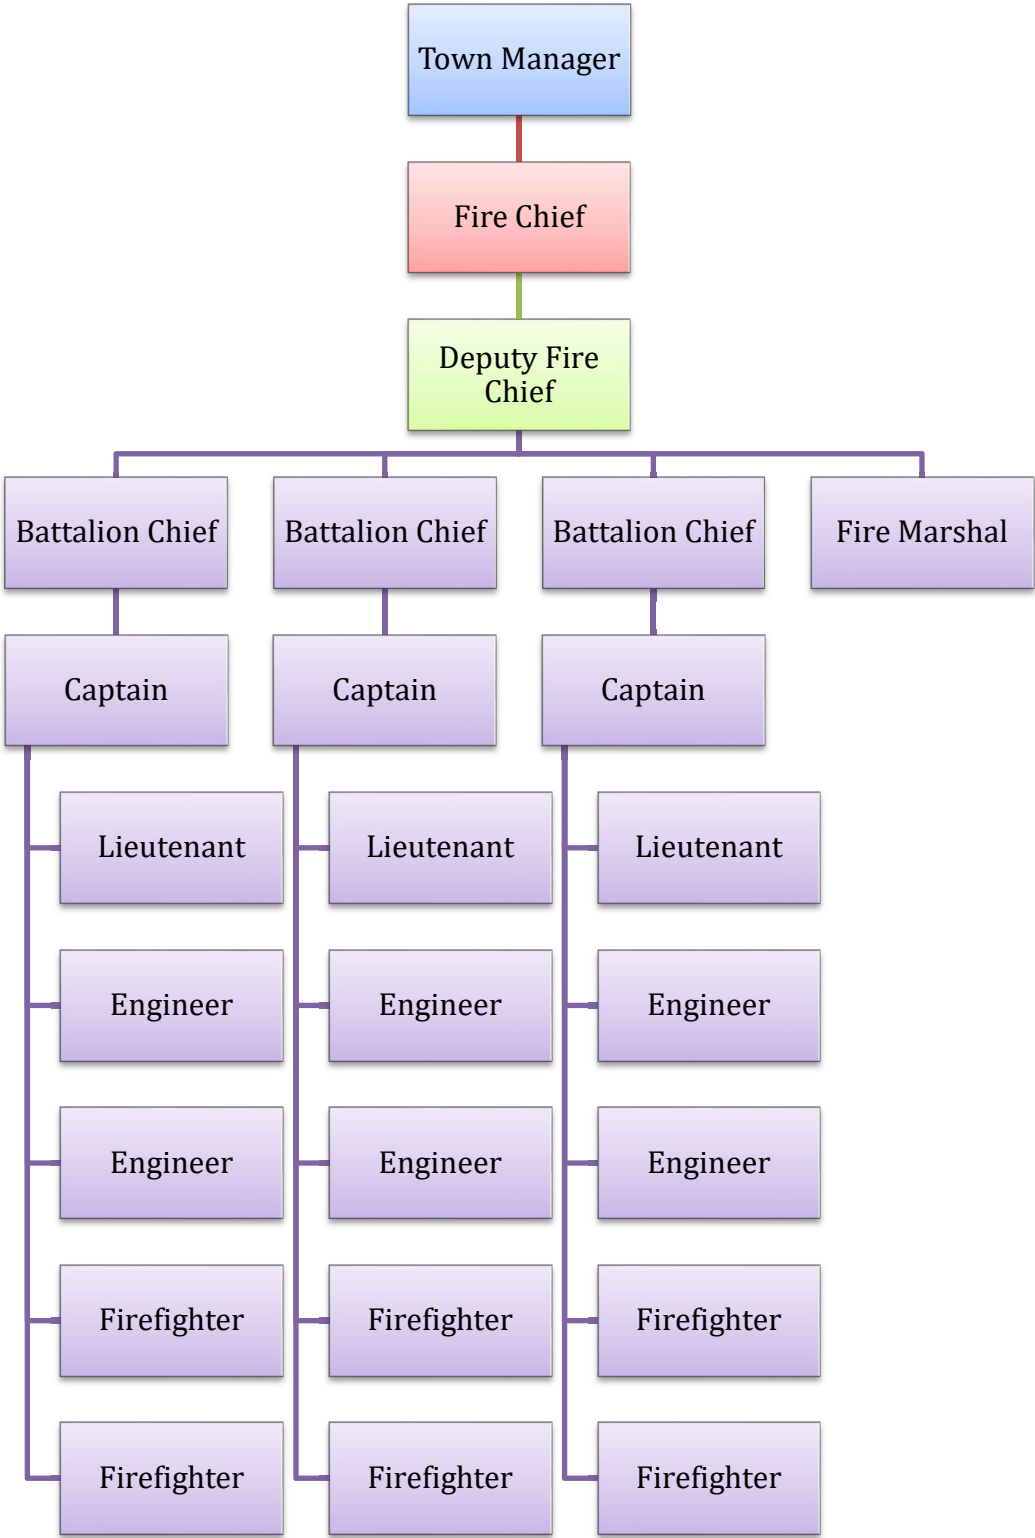 Town Manager
Fire Chief
Deputy Fire
Chief
Battalion Chief
Battalion Chief
Battalion Chief
Fire Marshal
Captain
Captain
Captain
Lieutenant
Lieutenant
Lieutenant
Engineer
Engineer
Engineer
Engineer
Engineer
Engineer
Firefighter
Firefighter
Firefighter
Firefighter
Firefighter
Firefighter